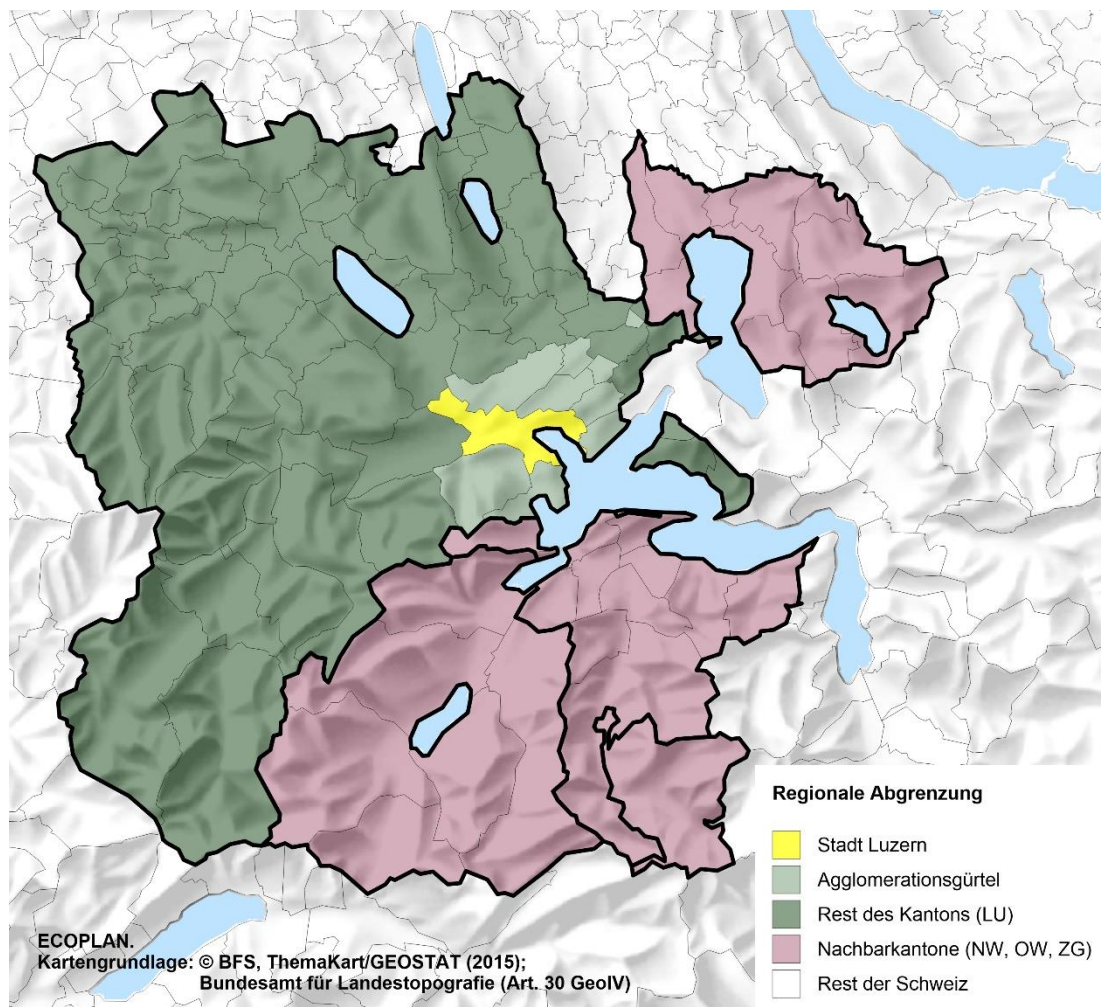 Regionale Abgrenzung
Stadt Luzern
Agglomerationsgürtel
Rest des Kantons (LU)
Nachbarkantone (NW, OW, ZG)
Rest der Schweiz
ECOPLAN.
Kartengrundlage: © BFS, ThemaKart/GEOSTAT (2015);
Bundesamt für Landestopografie (Art. 30 GeoIV)